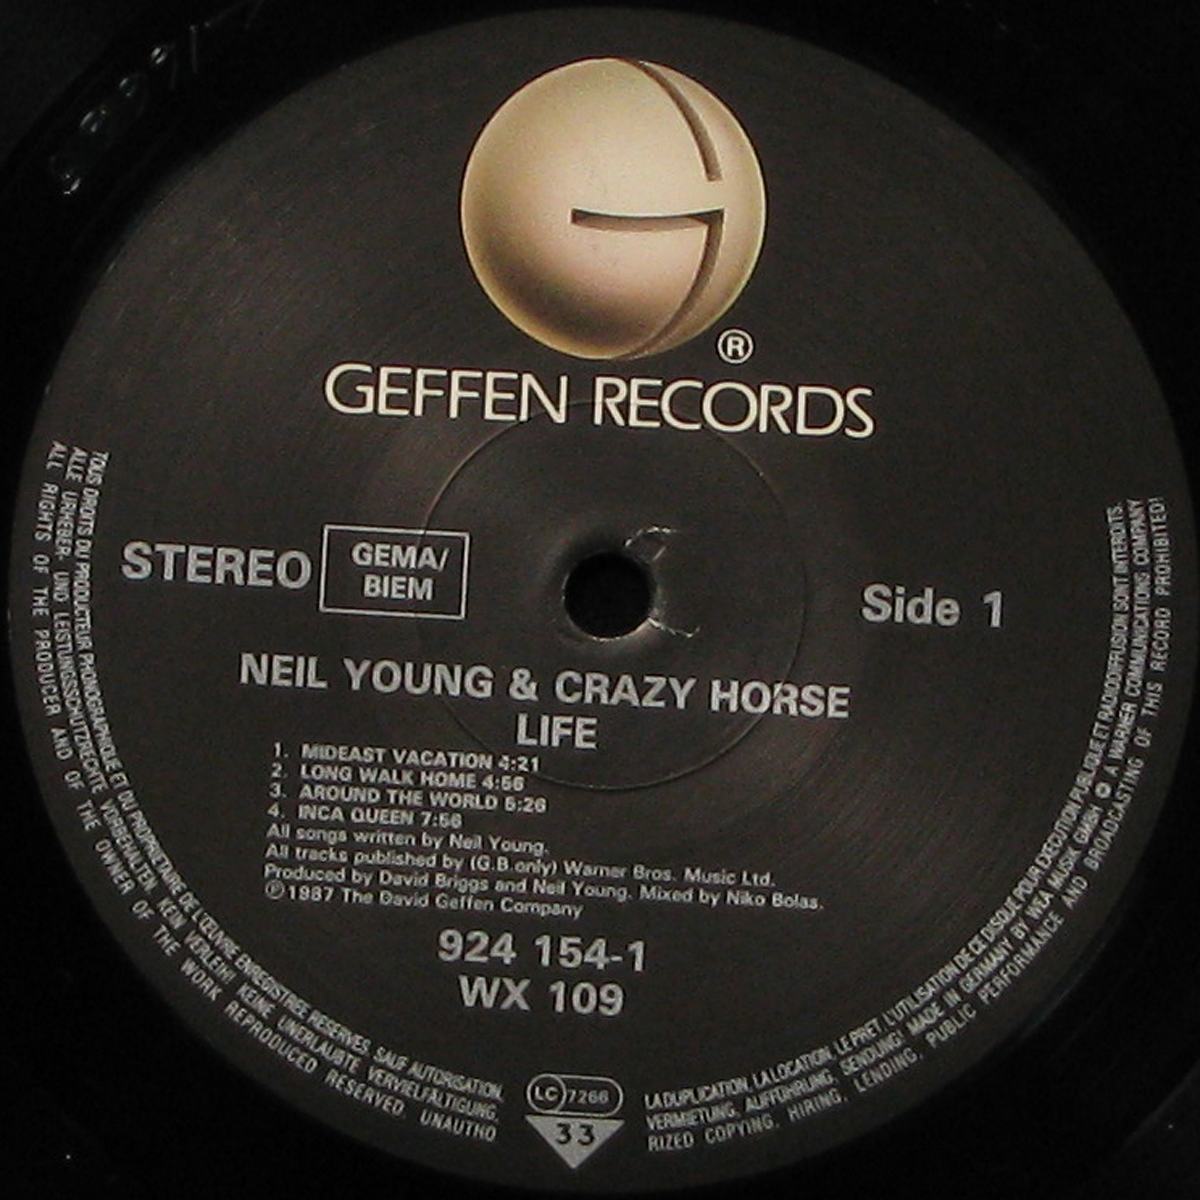 ®
GEFFEN RECORDS
STEREO
GEMA/
BIEM
Side 1
NEIL YOUNG & CRAZY HORSE
LIFE
1. MIDEAST VACATION 4:21
2. LONG WALK HOME 4:56
3. AROUND THE WORLD 5:26
4. INCA QUEEN 7:56
All songs written by Neil Young.
All tracks published by (G.B. only) Warner Bros. Music Ltd.
Produced by David Briggs and Neil Young. Mixed by Niko Bolas.
℗1987 The David Geffen Company
924 154-1
WX 109
LC 7266
33
TOUS DROITS DU PRODUCTEUR PHONOGRAPHIQUE ET DU PROPRIETAIRE DE L'ŒUVRE ENREGISTREE RESERVES. SAUF AUTORISATION,
LA DUPLICATION, LA LOCATION, LE PRET, L'UTILISATION DE CE DISQUE POUR EXECUTION PUBLIQUE ET RADIODIFFUSION SONT INTERDITS.
ALLE URHEBER- UND LEISTUNGSSCHUTZRECHTE VORBEHALTEN. KEIN VERLEIH! KEINE UNERLAUBTE VERVIELFÄLTIGUNG,
VERMIETUNG, AUFFÜHRUNG, SENDUNG! MADE IN GERMANY BY WEA MUSIK GMBH A WARNER COMMUNICATIONS COMPANY
ALL RIGHTS OF THE PRODUCER AND OF THE OWNER OF THE WORK REPRODUCED RESERVED. UNAUTHO
RIZED COPYING, HIRING, LENDING, PUBLIC PERFORMANCE AND BROADCASTING OF THIS RECORD PROHIBITED!